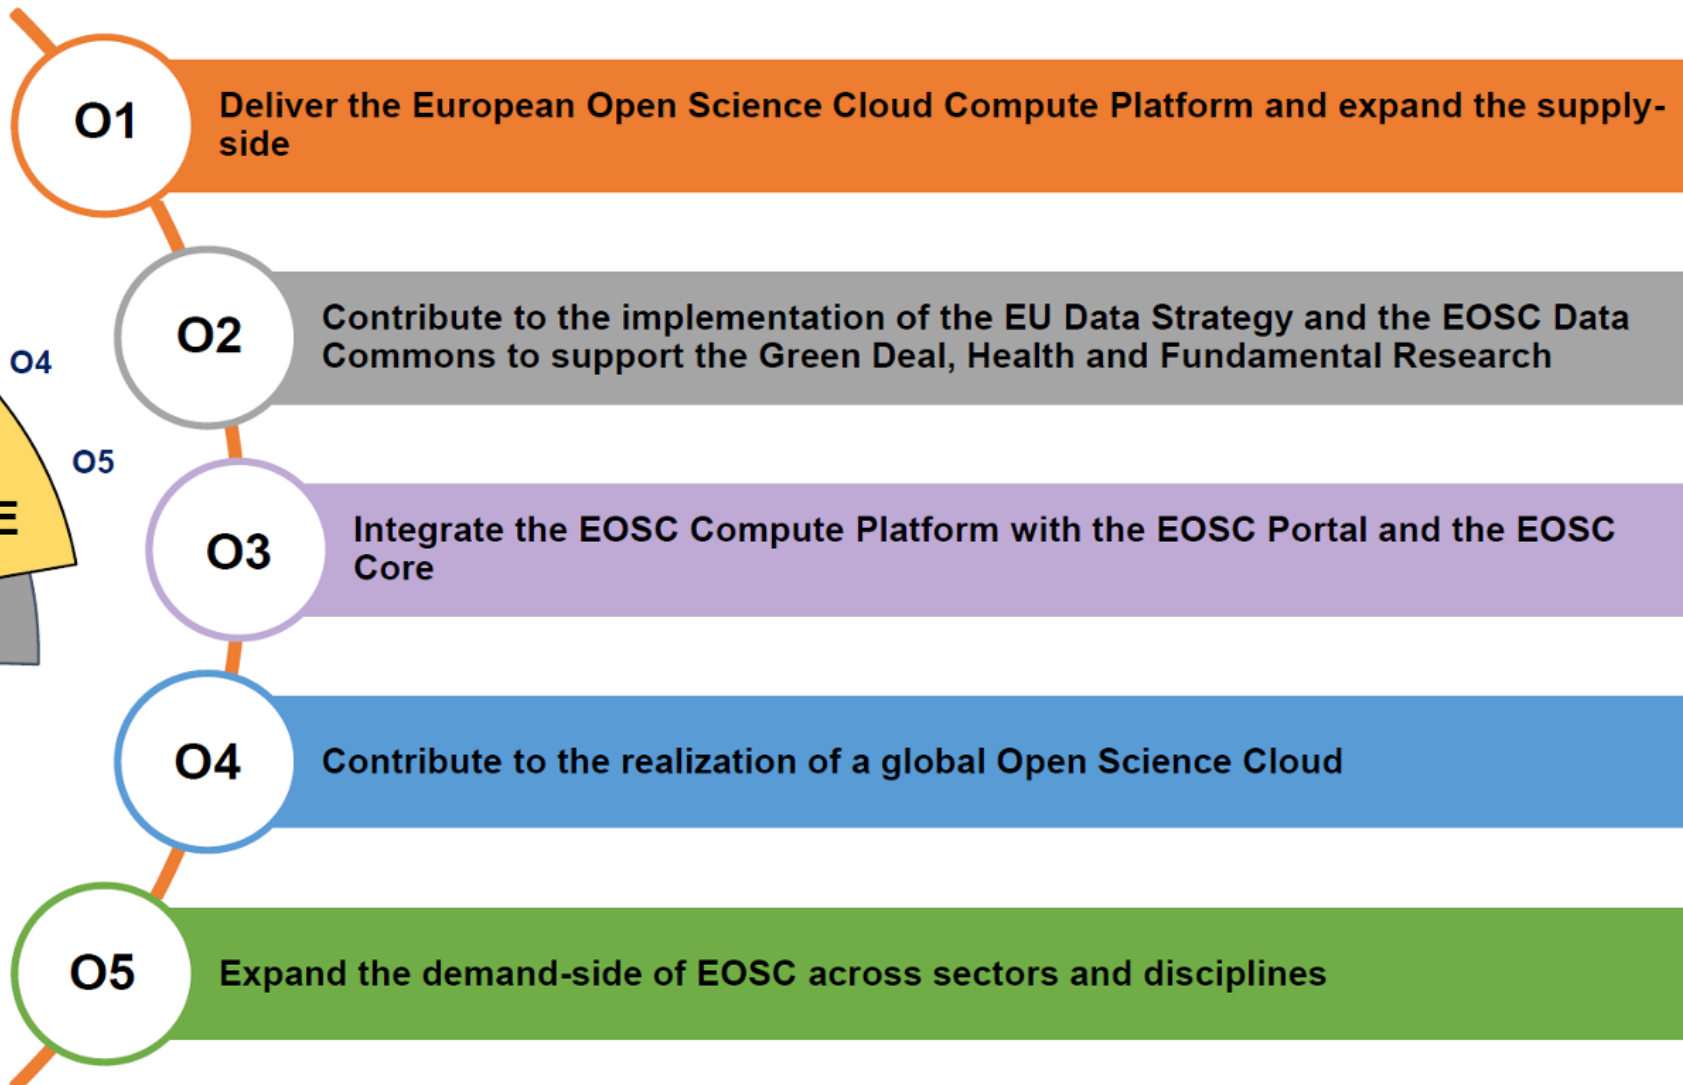 O1
Deliver the European Open Science Cloud Compute Platform and expand the supply-
side
O2
Contribute to the implementation of the EU Data Strategy and the EOSC Data
Commons to support the Green Deal, Health and Fundamental Research
O4
O5
E
O3
Integrate the EOSC Compute Platform with the EOSC Portal and the EOSC
Core
O4
Contribute to the realization of a global Open Science Cloud
O5
Expand the demand-side of EOSC across sectors and disciplines